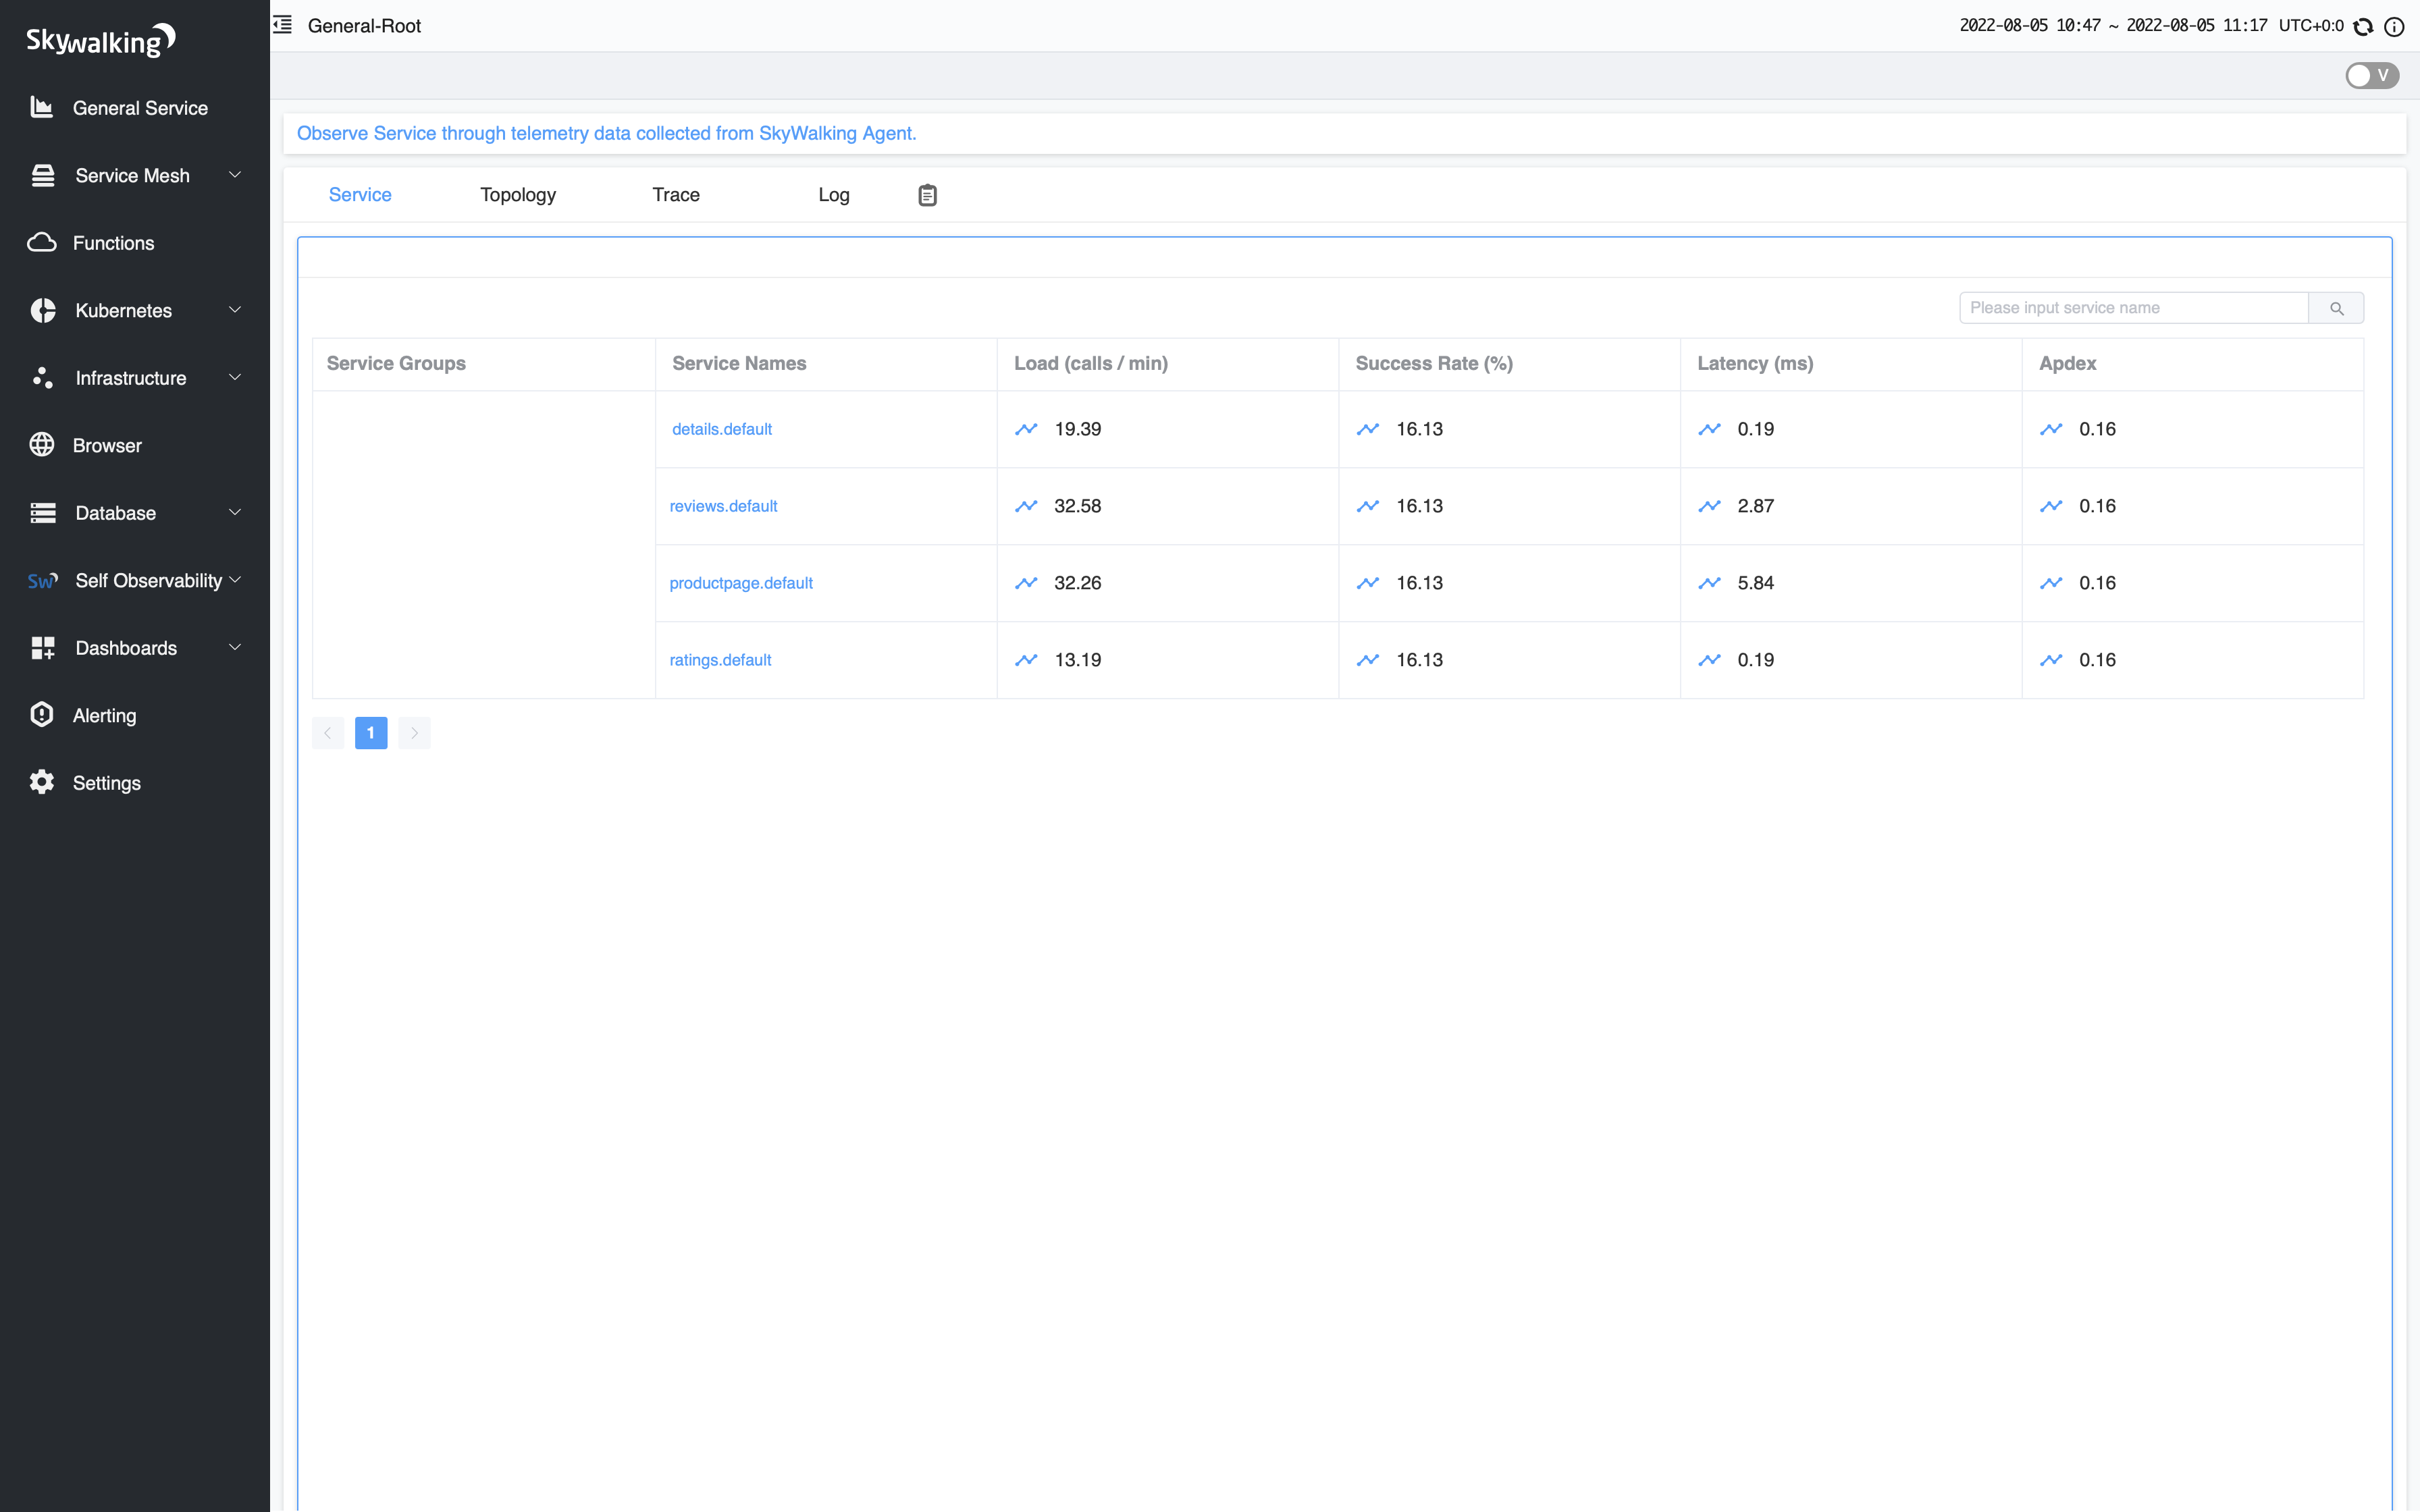 Skywalking
General-Root
2022-08-05 10:47 ~ 2022-08-05 11:17 UTC+0:0
V
General Service
Service Mesh
Functions
Kubernetes
Infrastructure
Browser
Database
Sw Self Observability
Dashboards
Alerting
Settings
Observe Service through telemetry data collected from SkyWalking Agent.
Service Topology Trace Log
Please input service name
Service Groups Service Names Load (calls / min) Success Rate (%) Latency (ms) Apdex
details.default 19.39 16.13 0.19 0.16
reviews.default 32.58 16.13 2.87 0.16
productpage.default 32.26 16.13 5.84 0.16
ratings.default 13.19 16.13 0.19 0.16
1